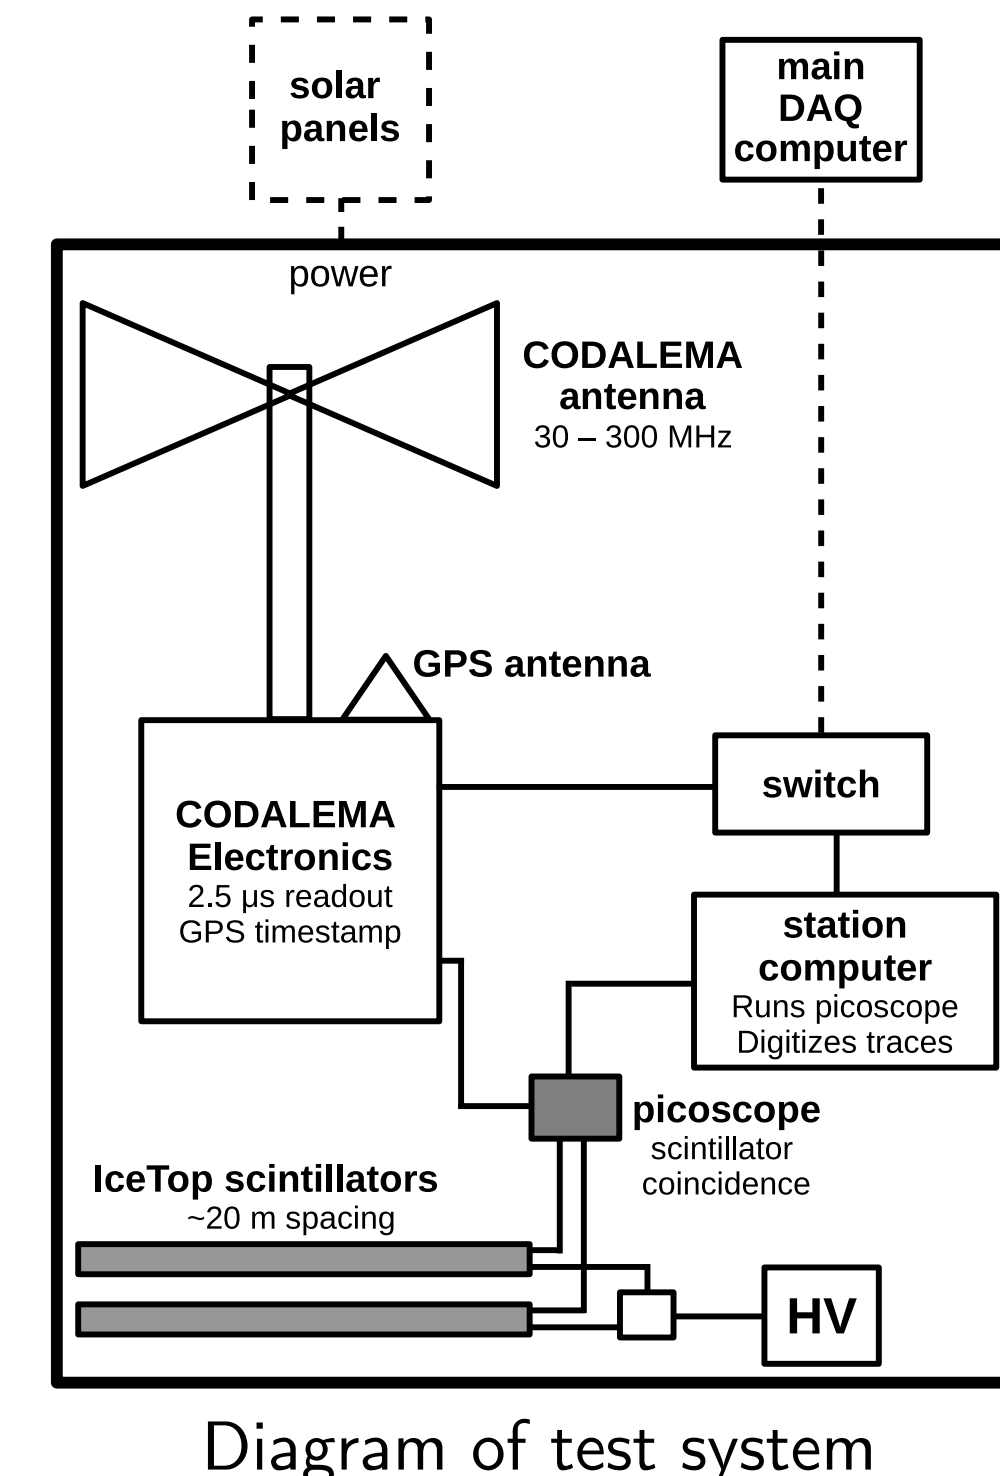 solar
panels
main
DAQ
computer
power
CODALEMA
antenna
30 – 300 MHz
GPS antenna
switch
CODALEMA
Electronics
2.5 μs readout
GPS timestamp
station
computer
Runs picoscope
Digitizes traces
picoscope
scintillator
coincidence
IceTop scintillators
~20 m spacing
HV
Diagram of test system